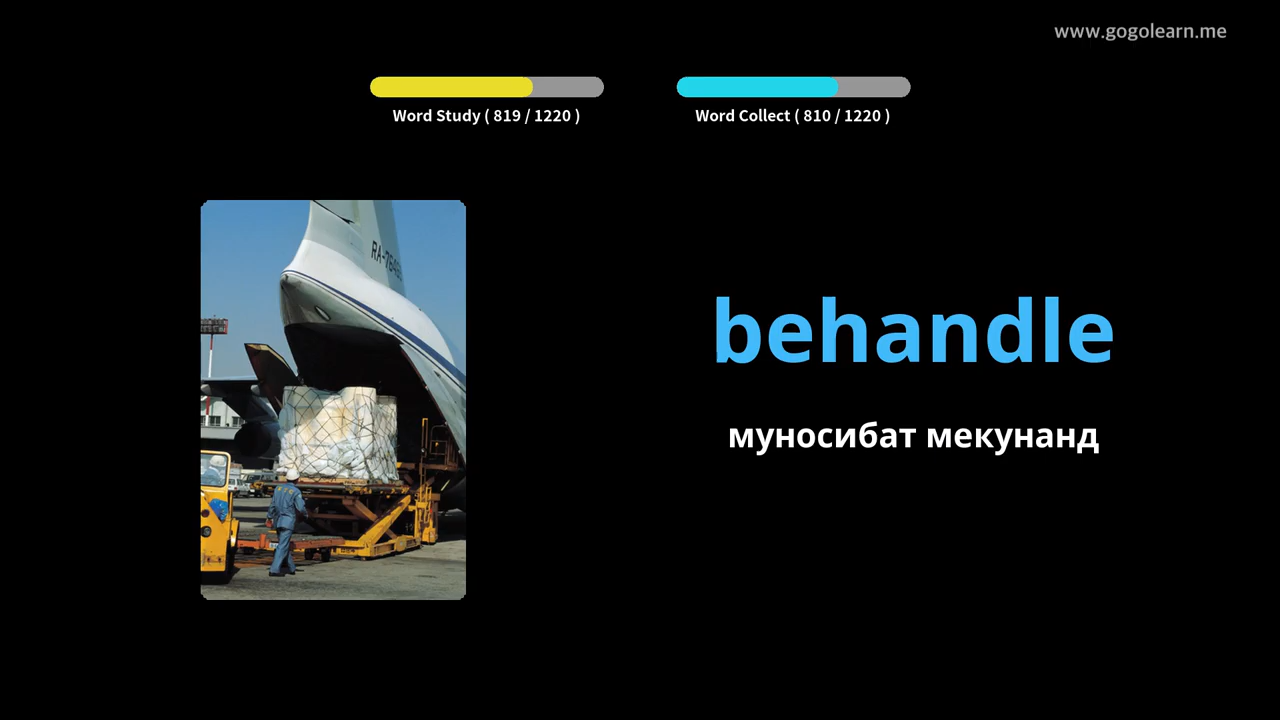 www.gogolearn.me
Word Study ( 819 / 1220 )
Word Collect ( 810 / 1220 )
behandle
муносибат мекунанд